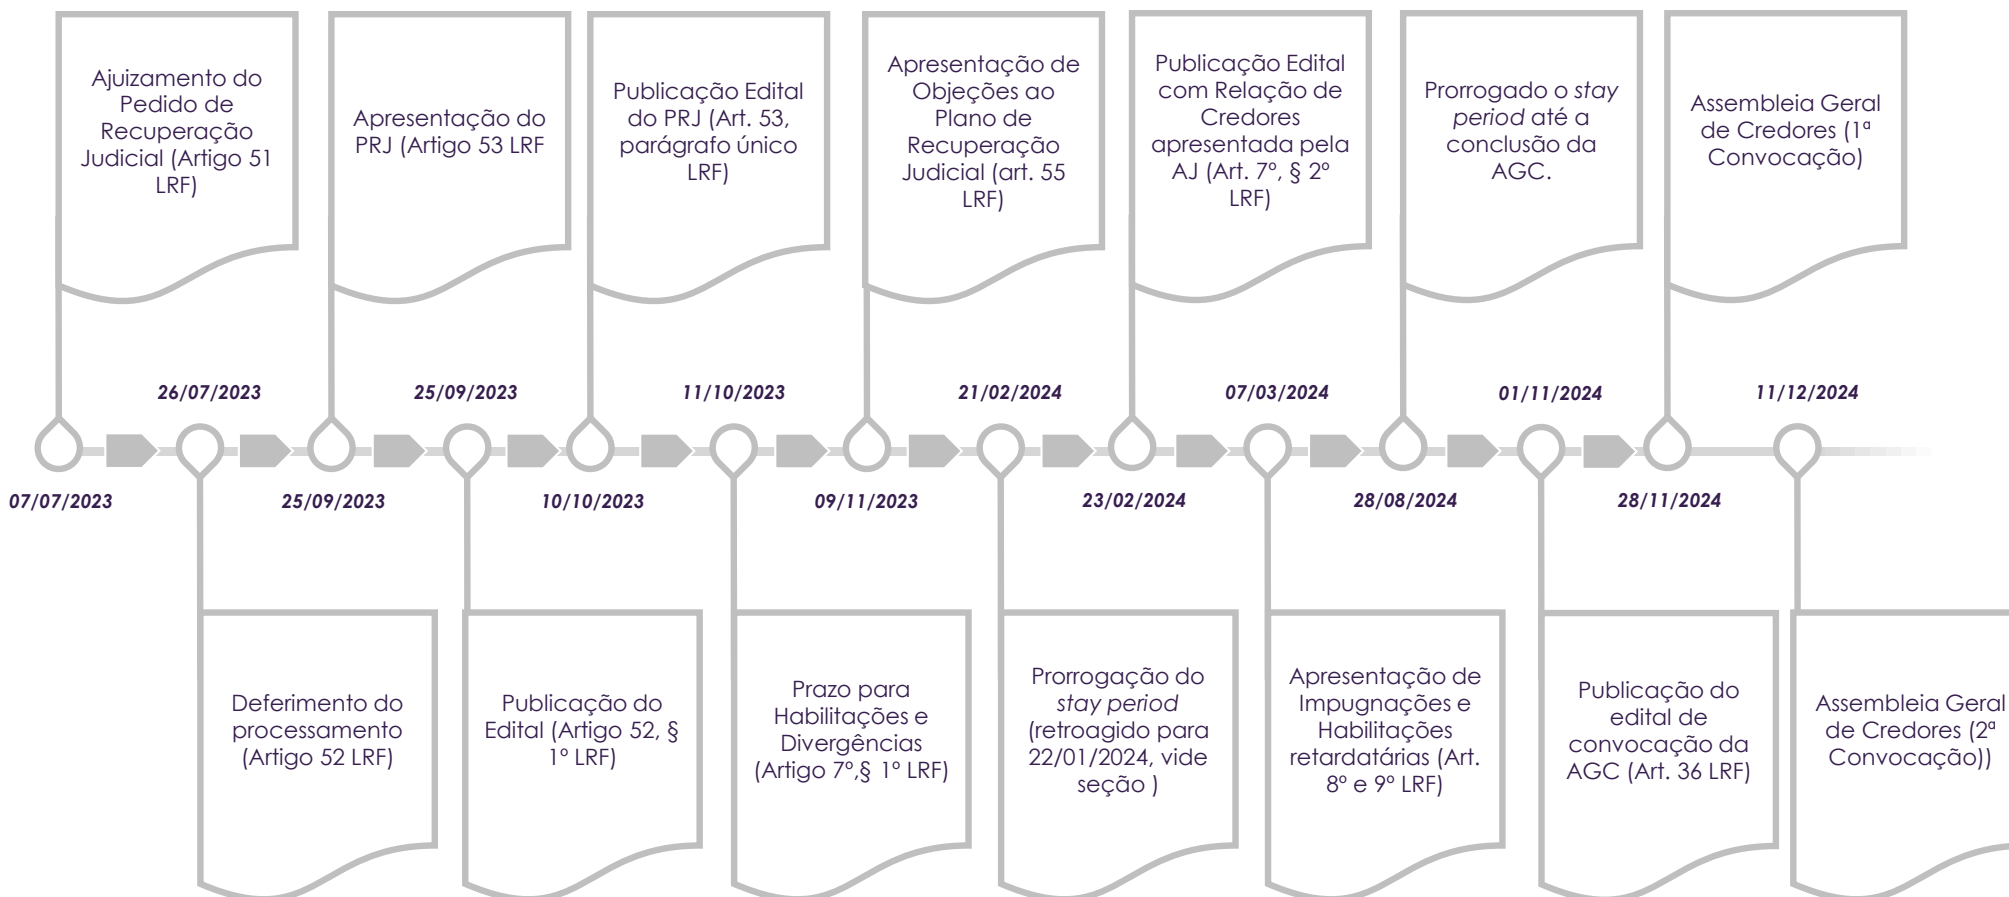 Ajuizamento do
Pedido de
Recuperação
Judicial (Artigo 51
LRF)
Apresentação do
PRJ (Artigo 53 LRF
Publicação Edital
do PRJ (Art. 53,
parágrafo único
LRF)
Apresentação de
Objeções ao
Plano de
Recuperação
Judicial (art. 55
LRF)
Publicação Edital
com Relação de
Credores
apresentada pela
AJ (Art. 7º, § 2º
LRF)
Prorrogado o stay
period até a
conclusão da
AGC.
Assembleia Geral
de Credores (1ª
Convocação)
26/07/2023
25/09/2023
11/10/2023
21/02/2024
07/03/2024
01/11/2024
11/12/2024
07/07/2023
25/09/2023
10/10/2023
09/11/2023
23/02/2024
28/08/2024
28/11/2024
Deferimento do
processamento
(Artigo 52 LRF)
Publicação do
Edital (Artigo 52, §
1º LRF)
Prazo para
Habilitações e
Divergências
(Artigo 7º,§ 1º LRF)
Prorrogação do
stay period
(retroagido para
22/01/2024, vide
seção )
Apresentação de
Impugnações e
Habilitações
retardatárias (Art.
8º e 9º LRF)
Publicação do
edital de
convocação da
AGC (Art. 36 LRF)
Assembleia Geral
de Credores (2ª
Convocação))